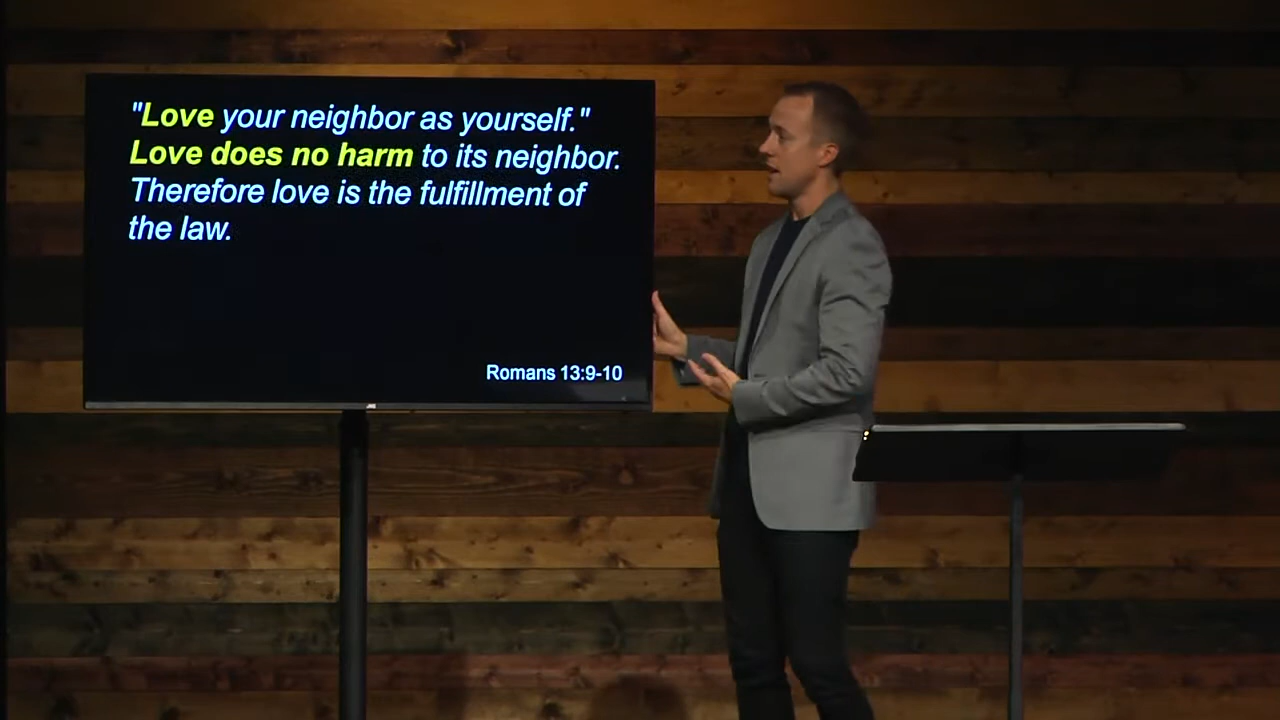 "Love your neighbor as yourself."
Love does no harm to its neighbor.
Therefore love is the fulfillment of
the law.
Romans 13:9-10